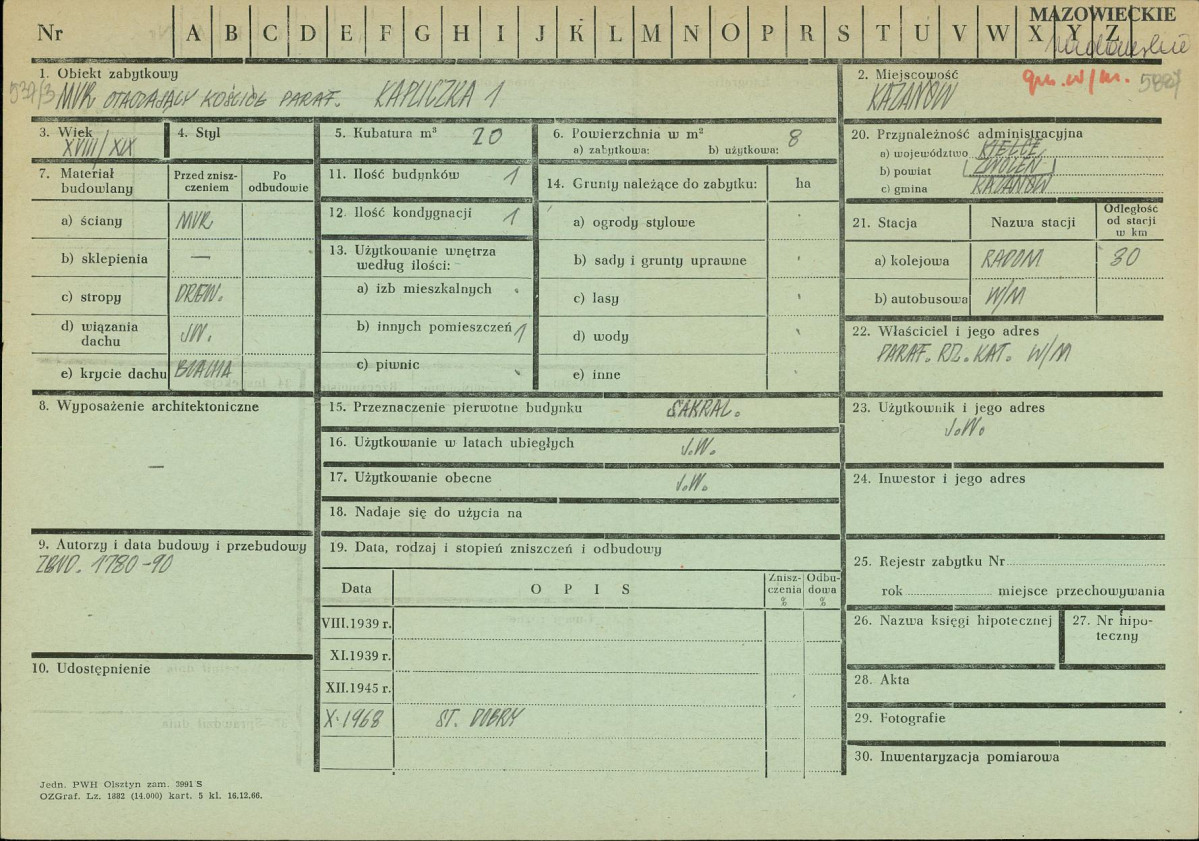 MAZOWIECKIE
Nr A B C D E F G H I J K L M N O P R S T U V W X Y Z
1. Obiekt zabytkowy
MUR OTACZAJĄCY KOŚCIÓŁ PARAF. KAPLICZKA 1
2. Miejscowość
KAZANÓW
gm. w/m. 5887
3. Wiek
XVIII/XIX
4. Styl
5. Kubatura m³ 20
6. Powierzchnia w m² 8
a) zabytkowa: b) użytkowa:
7. Materiał budowlany
Przed zniszczeniem
Po odbudowie
a) ściany MUR
b) sklepienia —
c) stropy DREW.
d) wiązania dachu JW.
e) krycie dachu BLACHA
8. Wyposażenie architektoniczne
—
9. Autorzy i data budowy i przebudowy
ZBUD. 1780-90
10. Udostępnienie
11. Ilość budynków 1
12. Ilość kondygnacji 1
13. Użytkowanie wnętrza
według ilości:
a) izb mieszkalnych
b) innych pomieszczeń 1
c) piwnic
14. Grunty należące do zabytku: ha
a) ogrody stylowe
b) sady i grunty uprawne
c) lasy
d) wody
e) inne
15. Przeznaczenie pierwotne budynku SAKRAL.
16. Użytkowanie w latach ubiegłych J.W.
17. Użytkowanie obecne J.W.
18. Nadaje się do użycia na
19. Data, rodzaj i stopień zniszczeń i odbudowy
Data OPIS Zniszczenia % Odbudowa %
VIII.1939 r.
XI.1939 r.
XII.1945 r.
X.1968 ST. DOBRY
20. Przynależność administracyjna
a) województwo KIELCE
b) powiat ZWOLEŃ
c) gmina KAZANÓW
21. Stacja Nazwa stacji Odległość od stacji w km
a) kolejowa RADOM 30
b) autobusowa W/M
22. Właściciel i jego adres
PARAF. RZ. KAT. W/M
23. Użytkownik i jego adres
J.W.
24. Inwestor i jego adres
25. Rejestr zabytku Nr
rok miejsce przechowywania
26. Nazwa księgi hipotecznej
27. Nr hipoteczny
28. Akta
29. Fotografie
30. Inwentaryzacja pomiarowa
Jedn. PWH Olsztyn zam. 3991 S
OZGraf. Lz. 1882 (14.000) kart. 5 kl. 16.12.66.